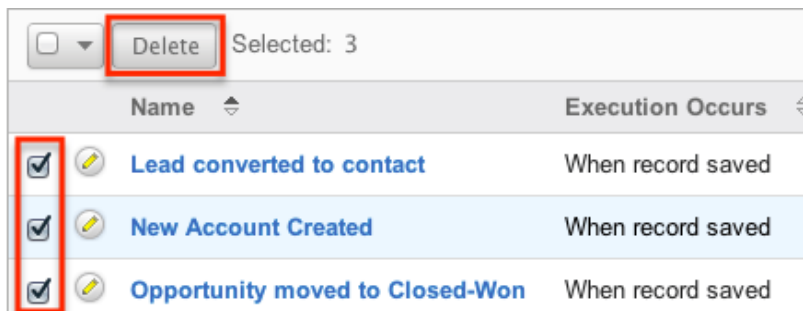 Delete Selected: 3
Name Execution Occurs
Lead converted to contact When record saved
New Account Created When record saved
Opportunity moved to Closed-Won When record saved